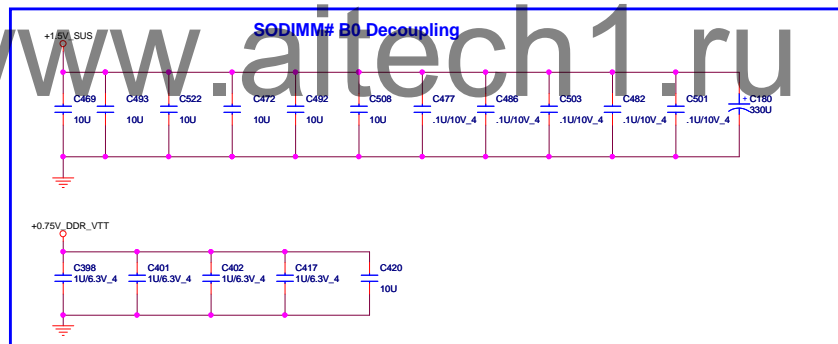 SODIMM# B0 Decoupling
www.aitech1.ru
+1.5V_SUS
C469 C493 C522 C472 C492 C508 C477 C486 C503 C482 C501 + C180
10U 10U 10U 10U 10U 10U .1U/10V_4 .1U/10V_4 .1U/10V_4 .1U/10V_4 .1U/10V_4 330U
+0.75V_DDR_VTT
C398 C401 C402 C417 C420
1U/6.3V_4 1U/6.3V_4 1U/6.3V_4 1U/6.3V_4 10U